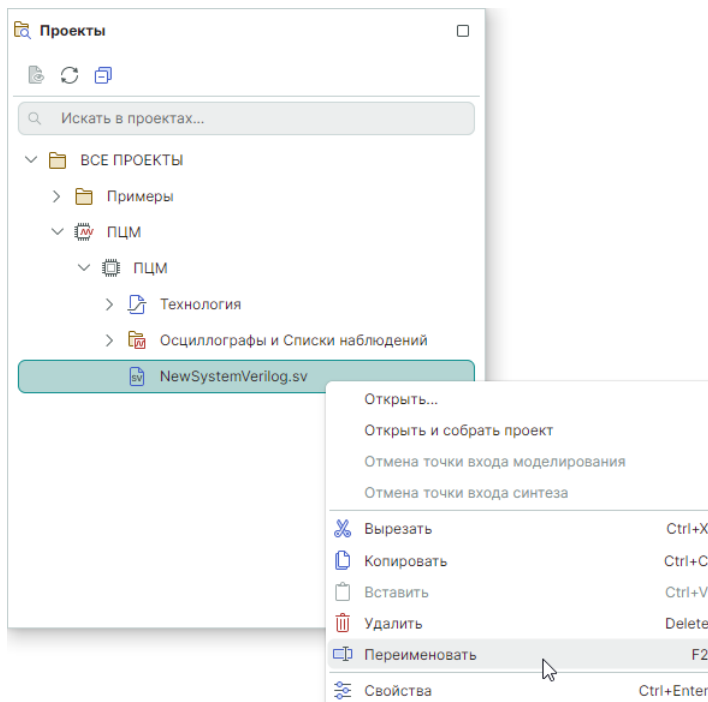 Проекты
Искать в проектах...
ВСЕ ПРОЕКТЫ
Примеры
ПЦМ
ПЦМ
Технология
Осциллографы и Списки наблюдений
SV NewSystemVerilog.sv
Открыть...
Открыть и собрать проект
Отмена точки входа моделирования
Отмена точки входа синтеза
Вырезать Ctrl+X
Копировать Ctrl+C
Вставить Ctrl+V
Удалить Delete
Переименовать F2
Свойства Ctrl+Enter